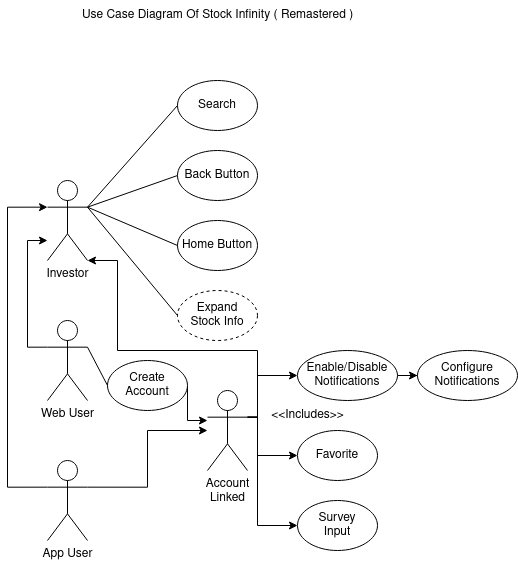 Use Case Diagram Of Stock Infinity ( Remastered )
Search
Back Button
Home Button
Investor
Expand
Stock Info
Create
Account
Enable/Disable
Notifications
Configure
Notifications
Web User
<<Includes>>
Favorite
Account
Linked
Survey
Input
App User